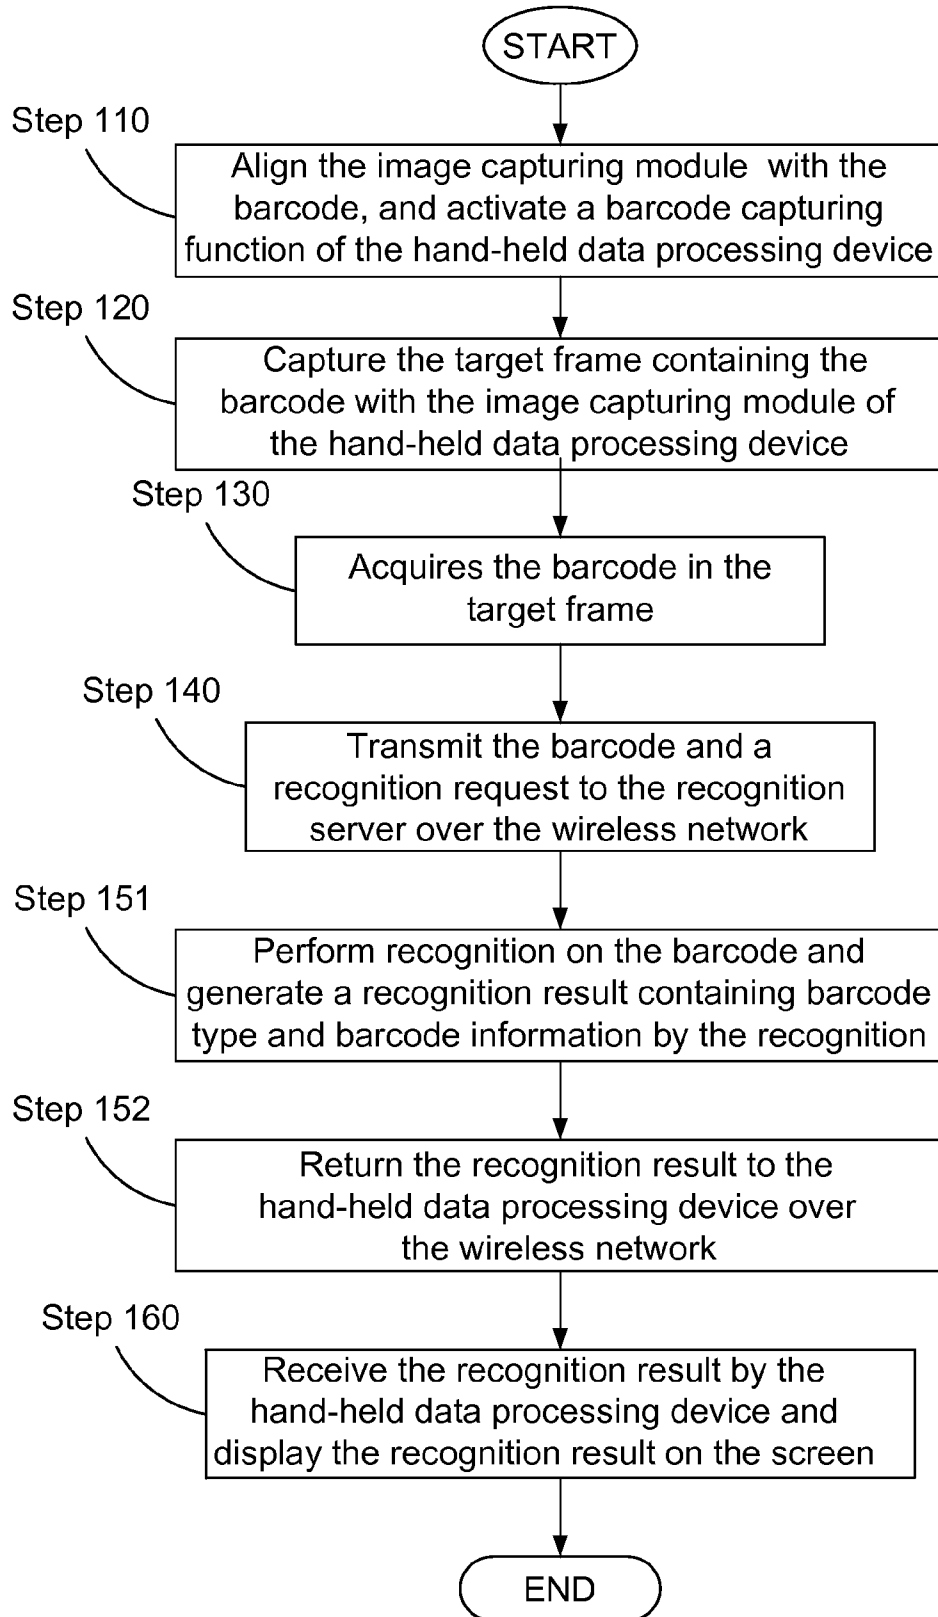 START
Step 110
Align the image capturing module with the
barcode, and activate a barcode capturing
function of the hand-held data processing device
Step 120
Capture the target frame containing the
barcode with the image capturing module of
the hand-held data processing device
Step 130
Acquires the barcode in the
target frame
Step 140
Transmit the barcode and a
recognition request to the recognition
server over the wireless network
Step 151
Perform recognition on the barcode and
generate a recognition result containing barcode
type and barcode information by the recognition
Step 152
Return the recognition result to the
hand-held data processing device over
the wireless network
Step 160
Receive the recognition result by the
hand-held data processing device and
display the recognition result on the screen
END